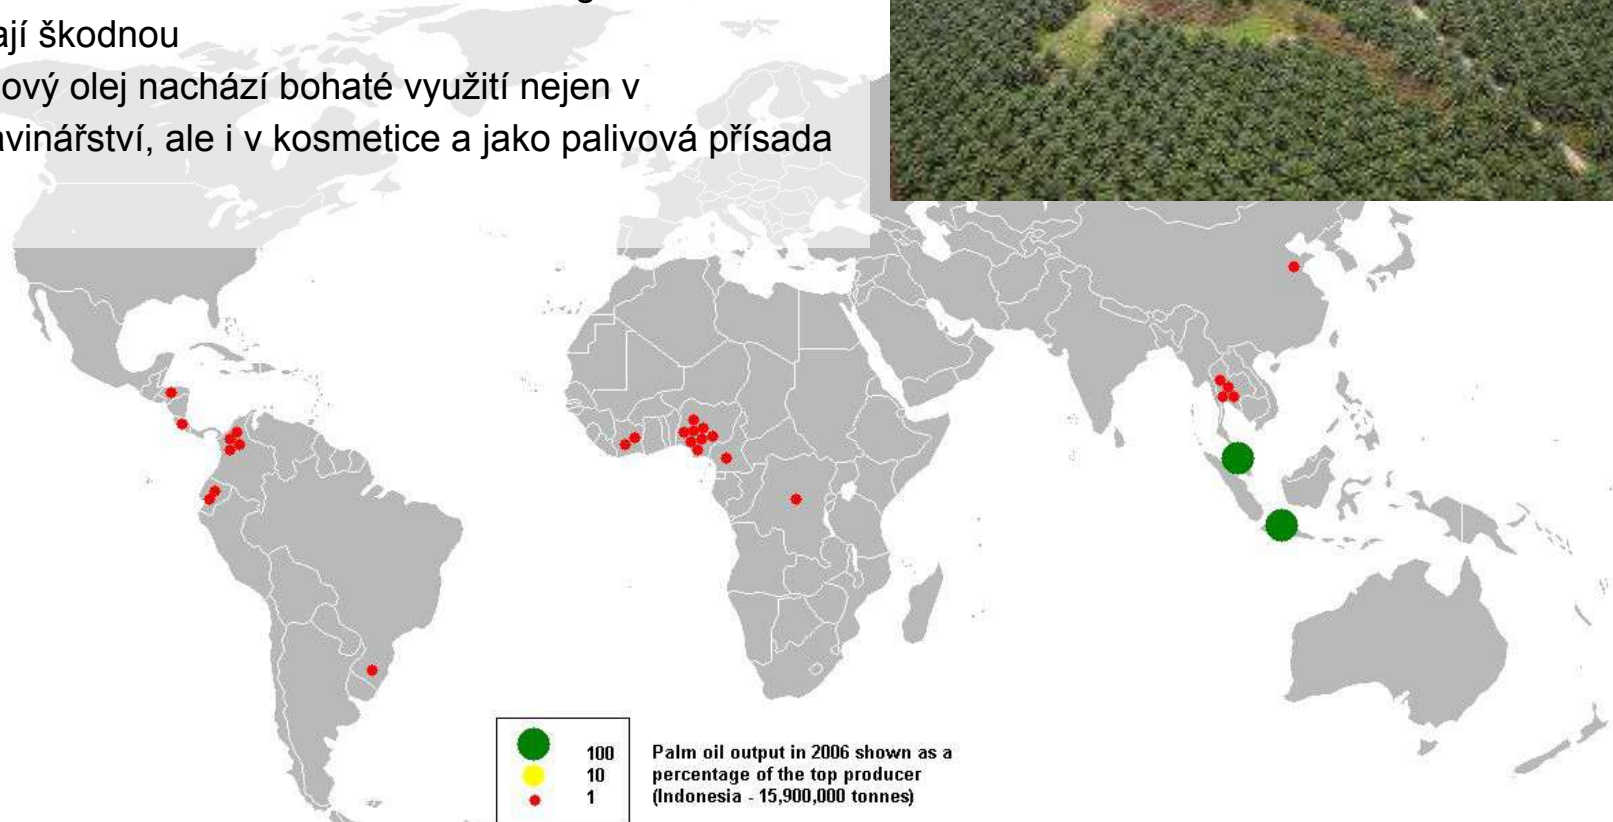 ají škodnou
ový olej nachází bohaté využití nejen v
avinářství, ale i v kosmetice a jako palivová přísada
100
10
1
Palm oil output in 2006 shown as a
percentage of the top producer
(Indonesia - 15,900,000 tonnes)